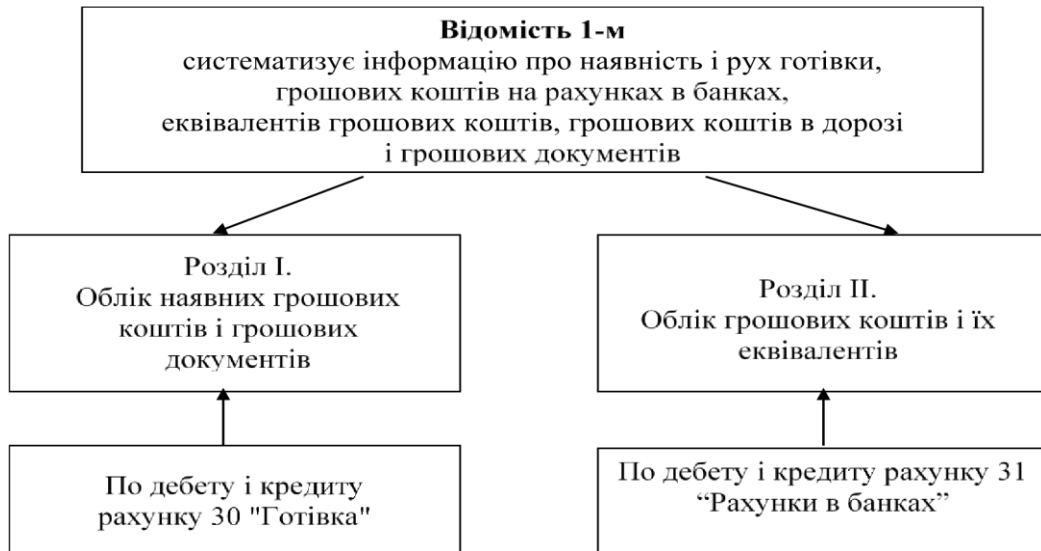 Відомість 1-м
систематизує інформацію про наявність і рух готівки,
грошових коштів на рахунках в банках,
еквівалентів грошових коштів, грошових коштів в дорозі
і грошових документів
Розділ I.
Облік наявних грошових
коштів і грошових
документів
Розділ II.
Облік грошових коштів і їх
еквівалентів
По дебету і кредиту
рахунку 30 "Готівка"
По дебету і кредиту рахунку 31
“Рахунки в банках”